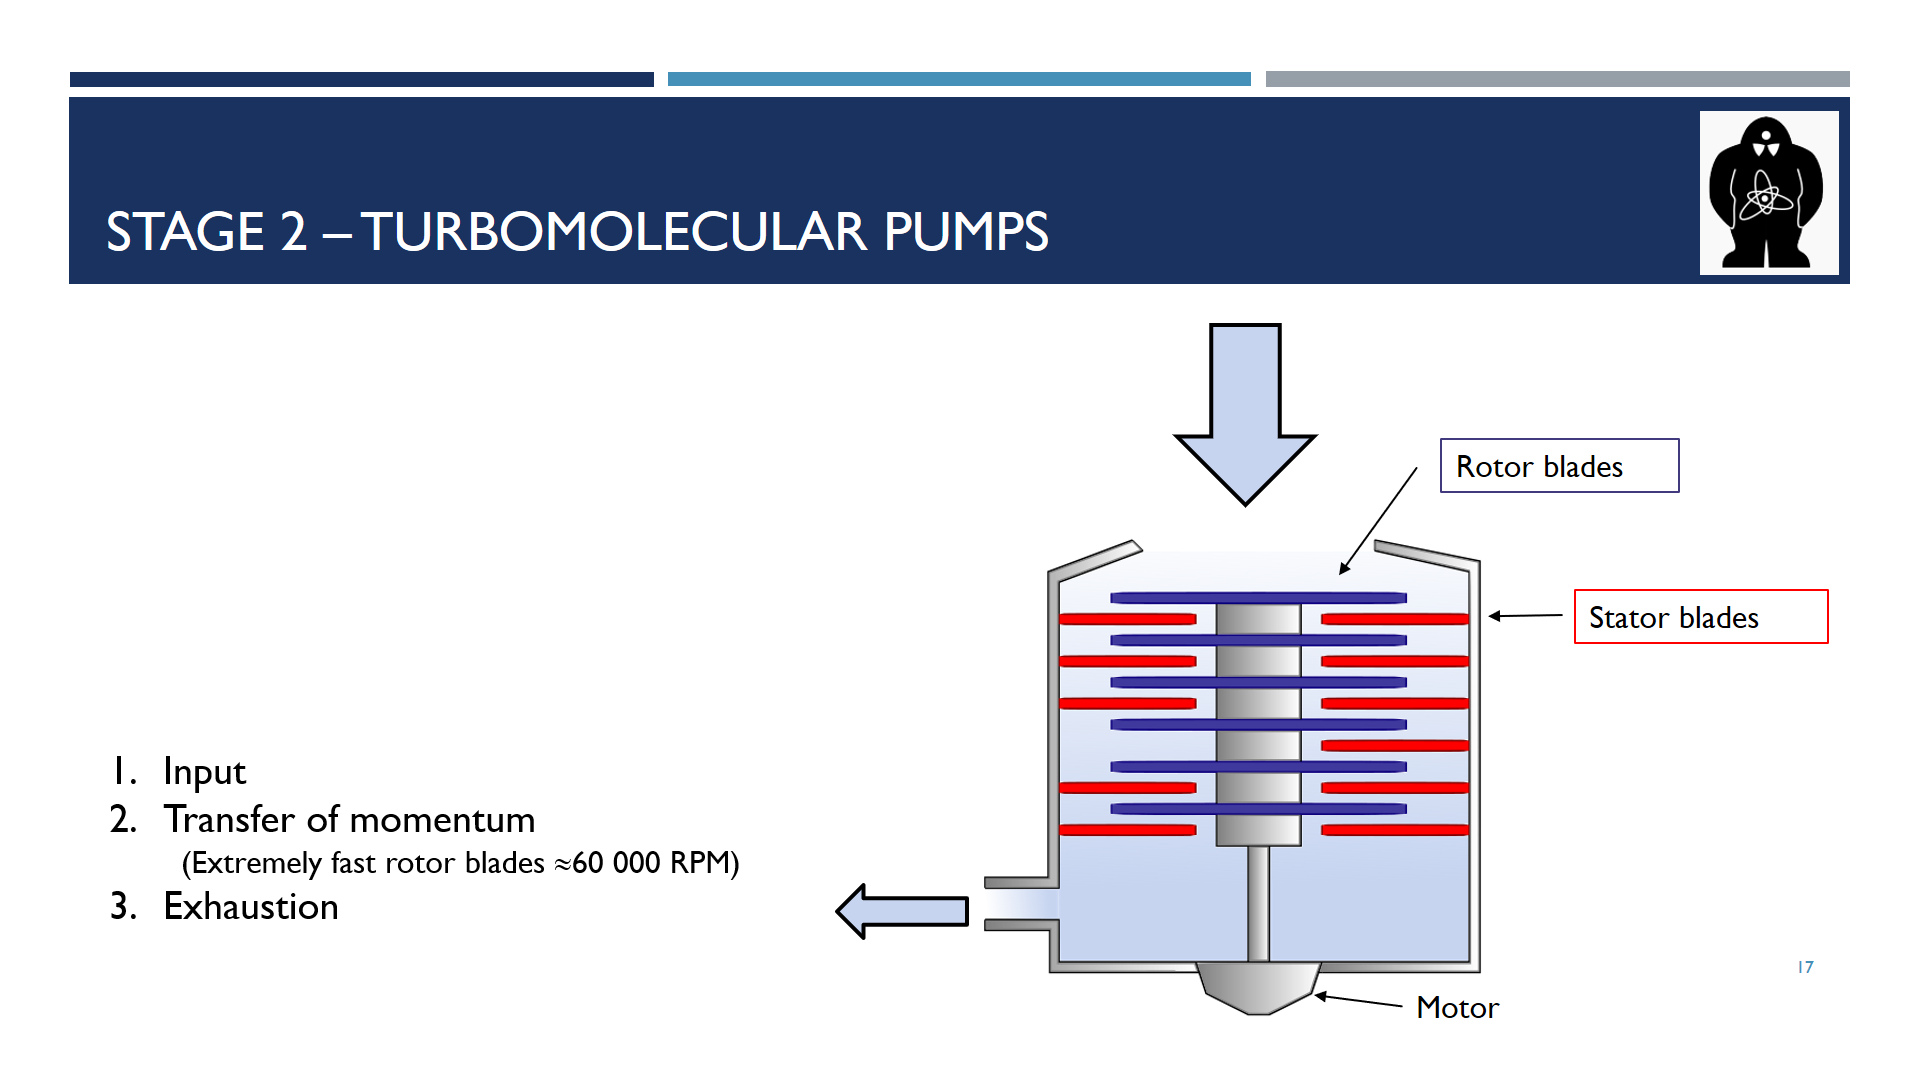 STAGE 2 – TURBOMOLECULAR PUMPS
Rotor blades
Stator blades
1. Input
2. Transfer of momentum
(Extremely fast rotor blades ≈60 000 RPM)
3. Exhaustion
17
Motor